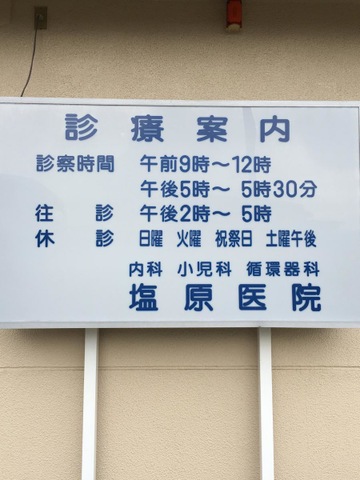 診療案内
診察時間 午前9時～12時
午後5時～5時30分
往診 午後2時～5時
休診 日曜 火曜 祝祭日 土曜午後
内科 小児科 循環器科
塩原医院